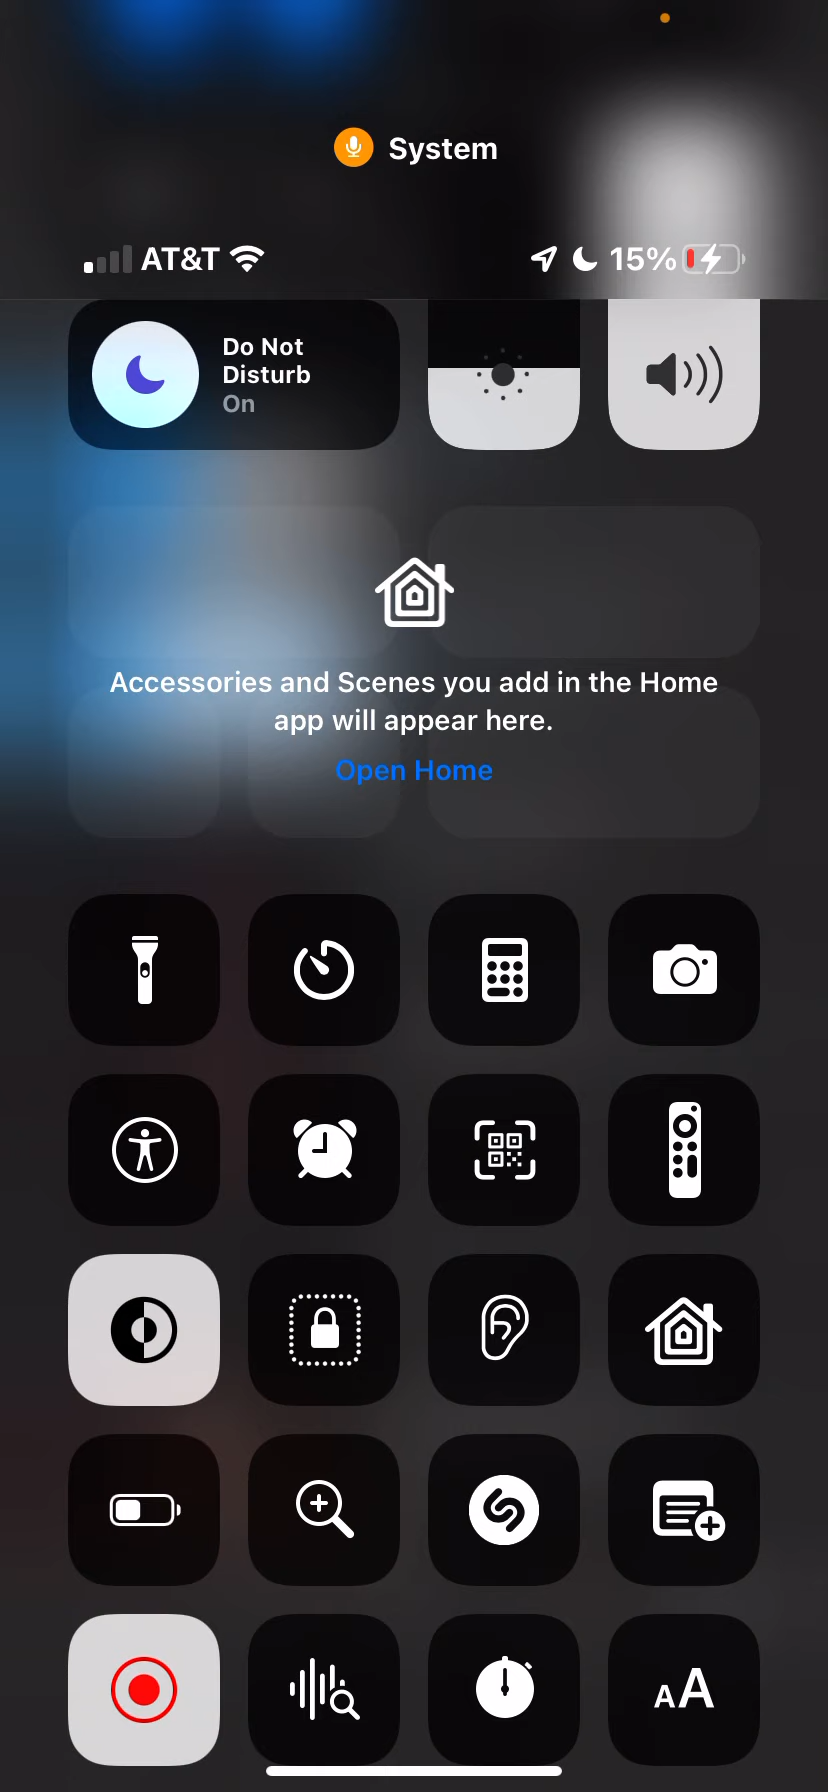 System
AT&T 15%
Do Not
Disturb
On
Accessories and Scenes you add in the Home
app will appear here.
Open Home
AA